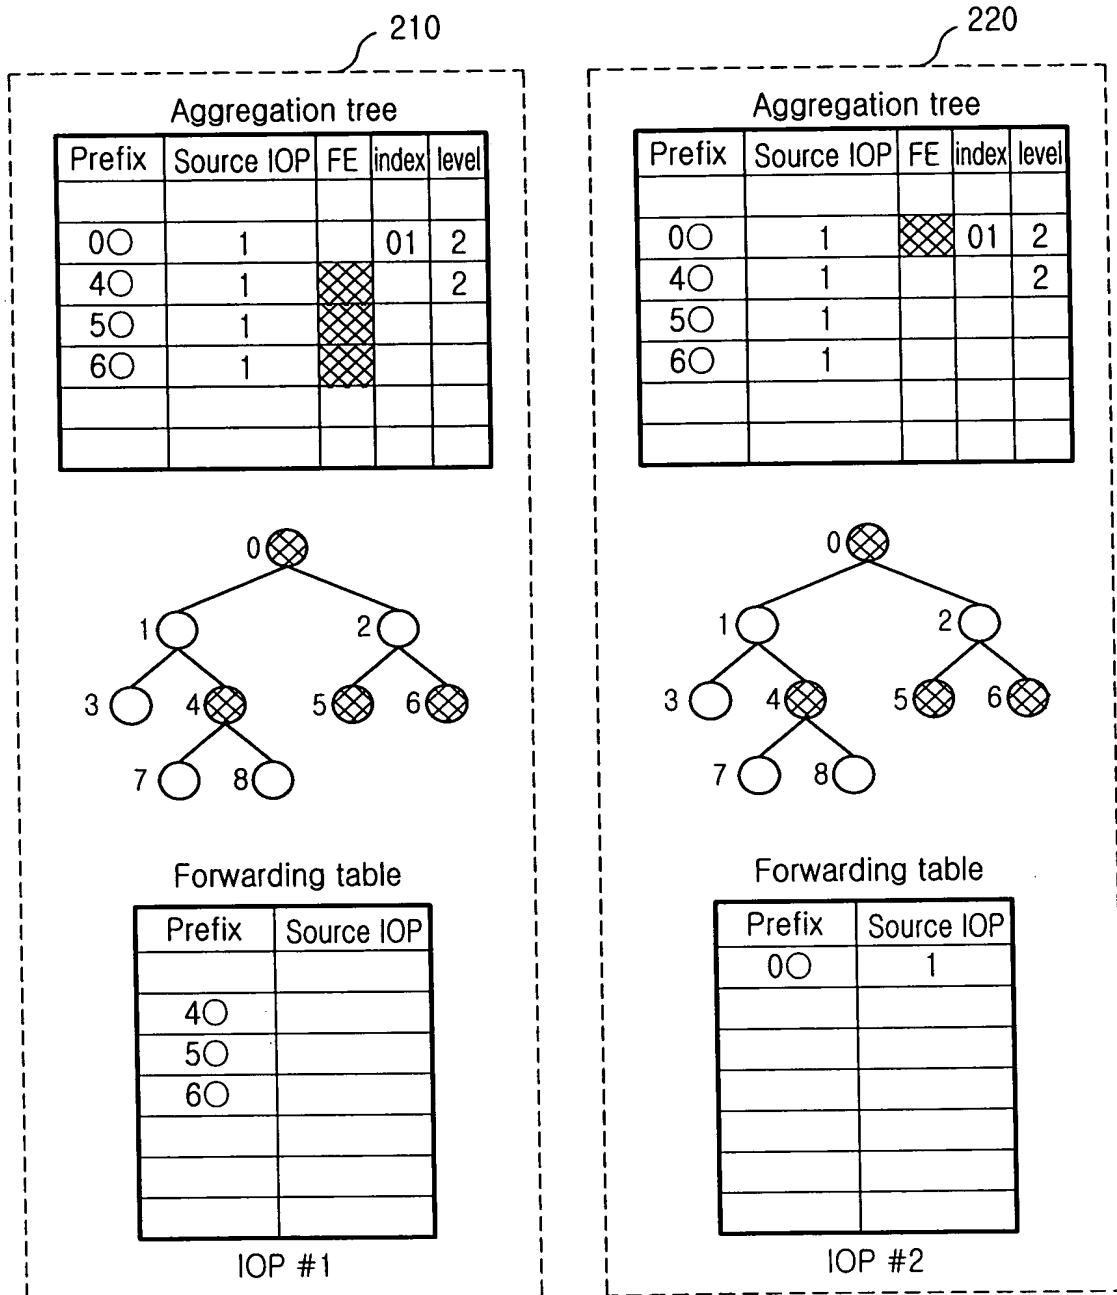 210
Aggregation tree
Prefix Source IOP FE index level
0○ 1 01 2
4○ 1 2
5○ 1
6○ 1
0
1 2
3 4 5 6
7 8
Forwarding table
Prefix Source IOP
4○
5○
6○
IOP #1
220
Aggregation tree
Prefix Source IOP FE index level
0○ 1 01 2
4○ 1 2
5○ 1
6○ 1
0
1 2
3 4 5 6
7 8
Forwarding table
Prefix Source IOP
0○ 1
IOP #2